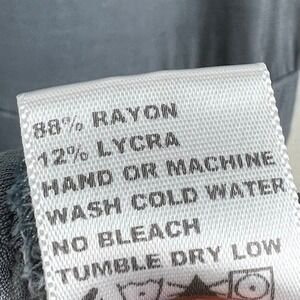 88% RAYON
12% LYCRA
HAND OR MACHINE
WASH COLD WATER
NO BLEACH
TUMBLE DRY LOW